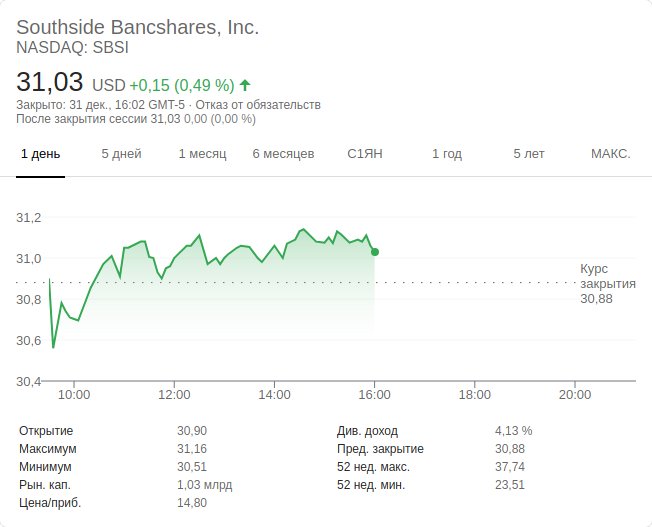 Southside Bancshares, Inc.
NASDAQ: SBSI
31,03 USD +0,15 (0,49 %)
Закрыто: 31 дек., 16:02 GMT-5 · Отказ от обязательств
После закрытия сессии 31,03 0,00 (0,00 %)
1 день 5 дней 1 месяц 6 месяцев С1ЯН 1 год 5 лет МАКС.
31,2
31,0
Курс
закрытия
30,88
30,8
30,6
30,4
10:00 12:00 14:00 16:00 18:00 20:00
Открытие 30,90 Див. доход 4,13 %
Максимум 31,16 Пред. закрытие 30,88
Минимум 30,51 52 нед. макс. 37,74
Рын. кап. 1,03 млрд 52 нед. мин. 23,51
Цена/приб. 14,80